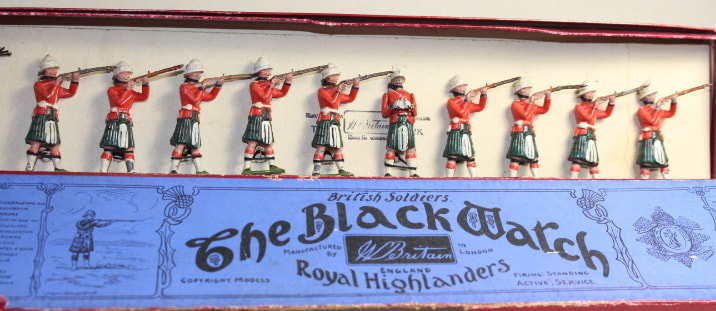 W. Britain
British Soldiers.
The Black Watch
MANUFACTURED BY
W. Britain
IN LONDON
ENGLAND
Royal Highlanders
COPYRIGHT MODELS
FIRING: STANDING
ACTIVE: SERVICE